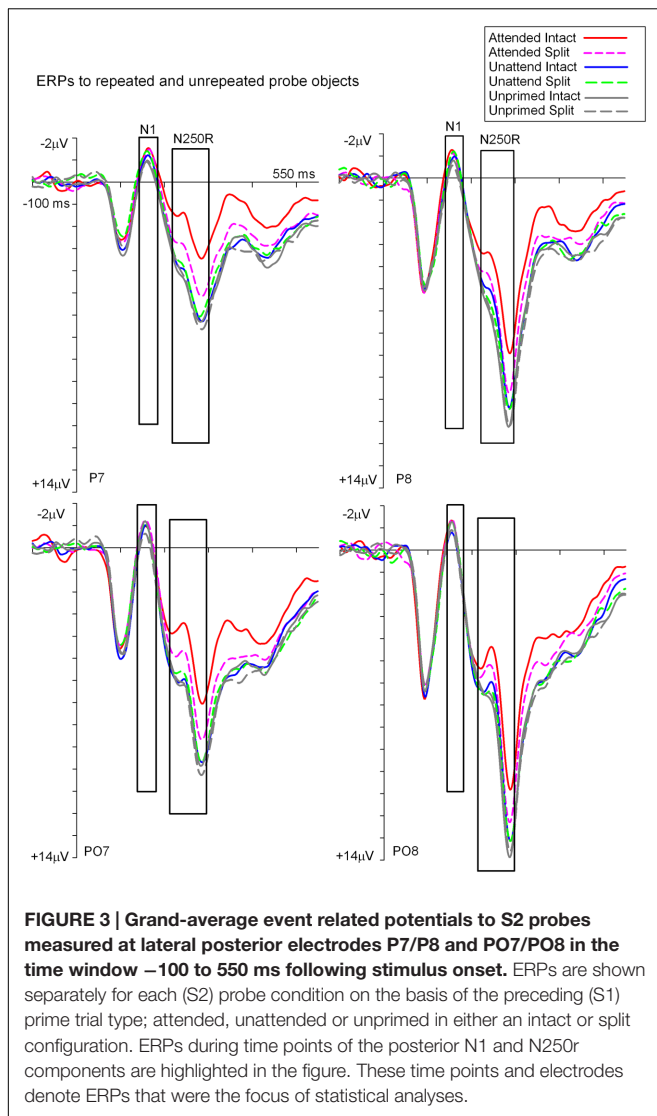 Attended Intact
Attended Split
Unattend Intact
Unattend Split
Unprimed Intact
Unprimed Split
ERPs to repeated and unrepeated probe objects
-2µV
N1
N250R
550 ms
-100 ms
+14µV
P7
-2µV
N1
N250R
+14µV
P8
-2µV
+14µV
PO7
-2µV
+14µV
PO8
FIGURE 3 | Grand-average event related potentials to S2 probes
measured at lateral posterior electrodes P7/P8 and PO7/PO8 in the
time window −100 to 550 ms following stimulus onset. ERPs are shown
separately for each (S2) probe condition on the basis of the preceding (S1)
prime trial type; attended, unattended or unprimed in either an intact or split
configuration. ERPs during time points of the posterior N1 and N250r
components are highlighted in the figure. These time points and electrodes
denote ERPs that were the focus of statistical analyses.